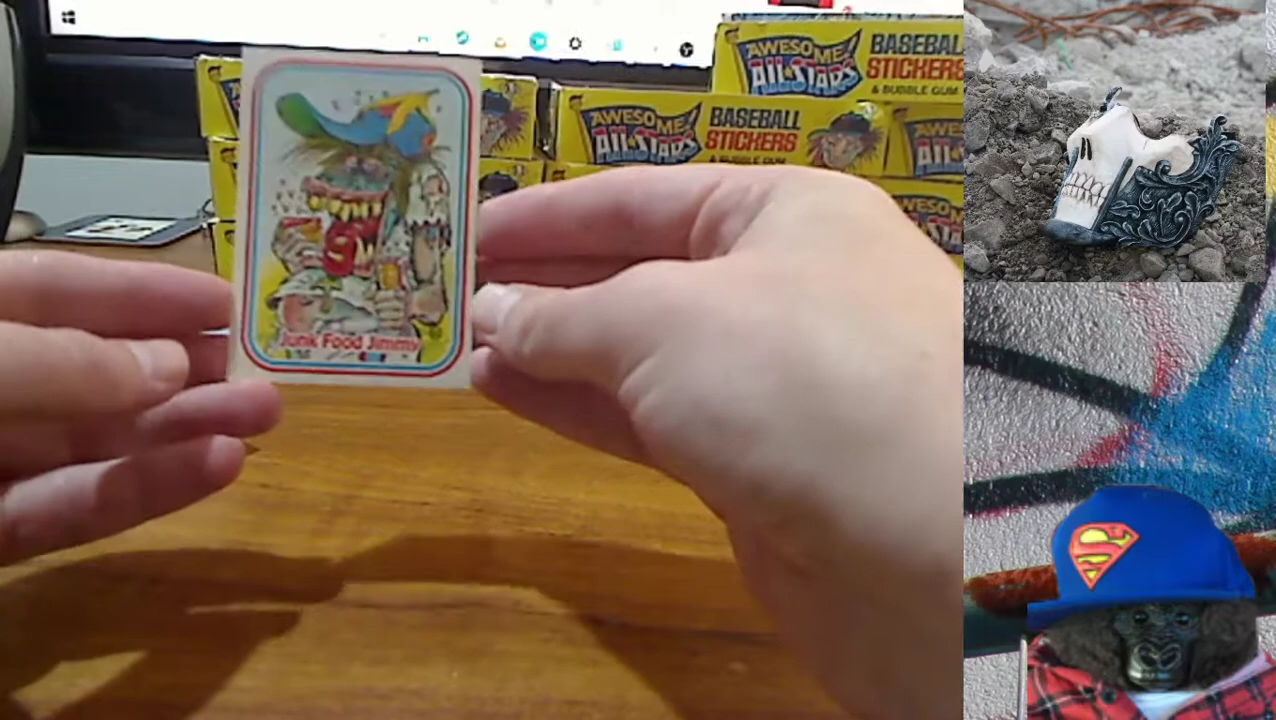 AWESOME!
ALL-STARS
BASEBALL
STICKERS
& BUBBLE GUM
AWESOME!
ALL-STARS
BASEBALL
STICKERS
& BUBBLE GUM
Junk Food Jimmy